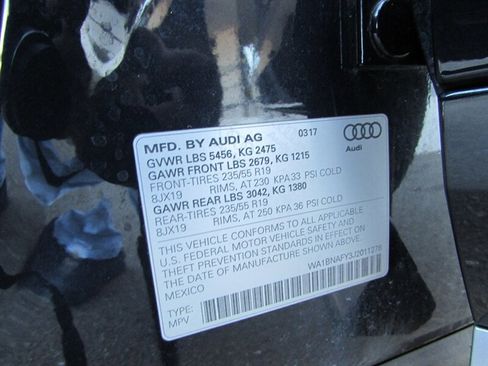 MFD. BY AUDI AG 03 17
GVWR LBS 5456, KG 2475 Audi
GAWR FRONT LBS 2679, KG 1215
FRONT-TIRES 235/55 R19
8JX19 RIMS, AT 230 KPA 33 PSI COLD
GAWR REAR LBS 3042, KG 1380
REAR-TIRES 235/55 R19
8JX19 RIMS, AT 250 KPA 36 PSI COLD
THIS VEHICLE CONFORMS TO ALL APPLICABLE
U.S. FEDERAL MOTOR VEHICLE SAFETY AND
THEFT PREVENTION STANDARDS IN EFFECT ON
THE DATE OF MANUFACTURE SHOWN ABOVE.
MEXICO WA1BNAFY3J2011278
TYPE:
MPV